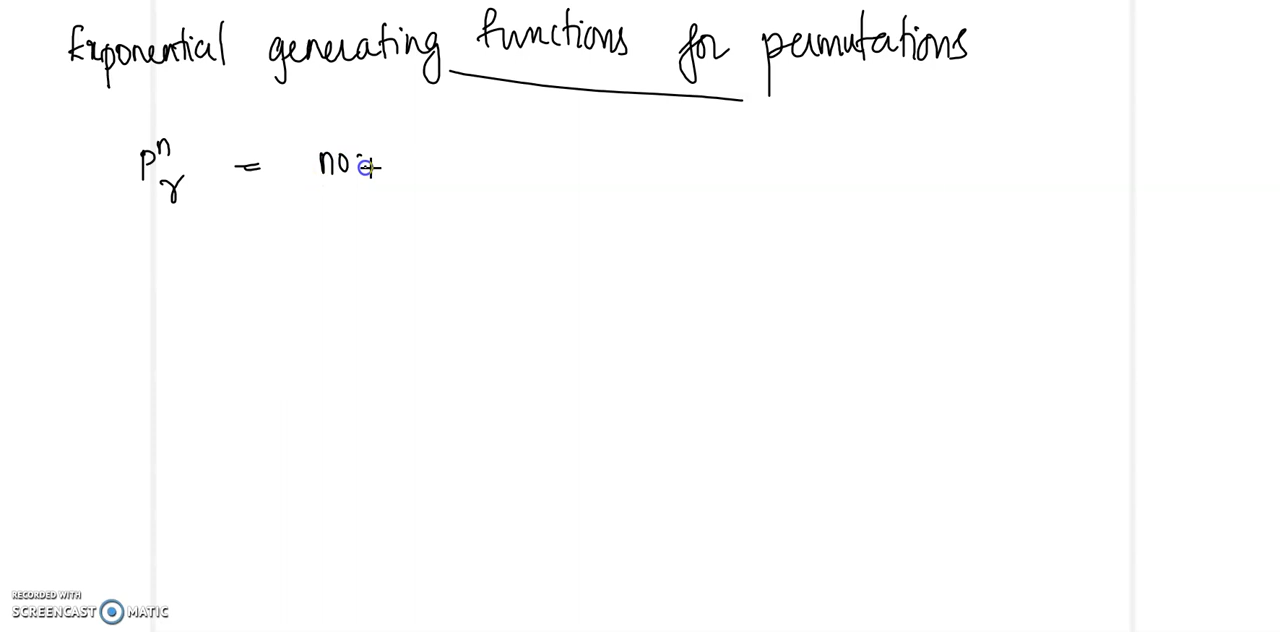 Exponential generating functions for permutations
P^n_r = no
RECORDED WITH
SCREENCAST MATIC